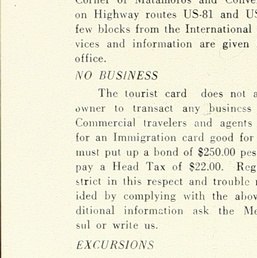 Corner of Matamoros and Conve
on Highway routes US-81 and US
few blocks from the International
vices and information are given
office.
NO BUSINESS
The tourist card does not a
owner to transact any business
Commercial travelers and agents
for an Immigration card good for
must put up a bond of $250.00 pes
pay a Head Tax of $22.00. Reg
strict in this respect and trouble
ided by complying with the abov
ditional information ask the Me
sul or write us.
EXCURSIONS